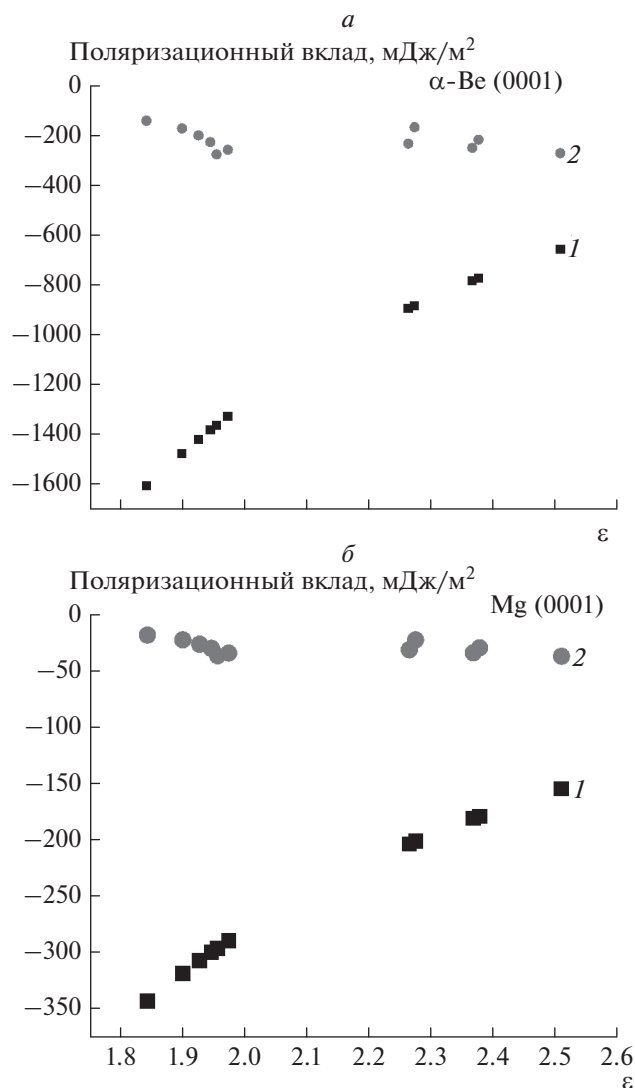 а
Поляризационный вклад, мДж/м²
α-Be (0001)
0
−200
−400
−600
−800
−1000
−1200
−1400
−1600
2
1
ε
б
Поляризационный вклад, мДж/м²
Mg (0001)
0
−50
−100
−150
−200
−250
−300
−350
2
1
1.8 1.9 2.0 2.1 2.2 2.3 2.4 2.5 2.6
ε